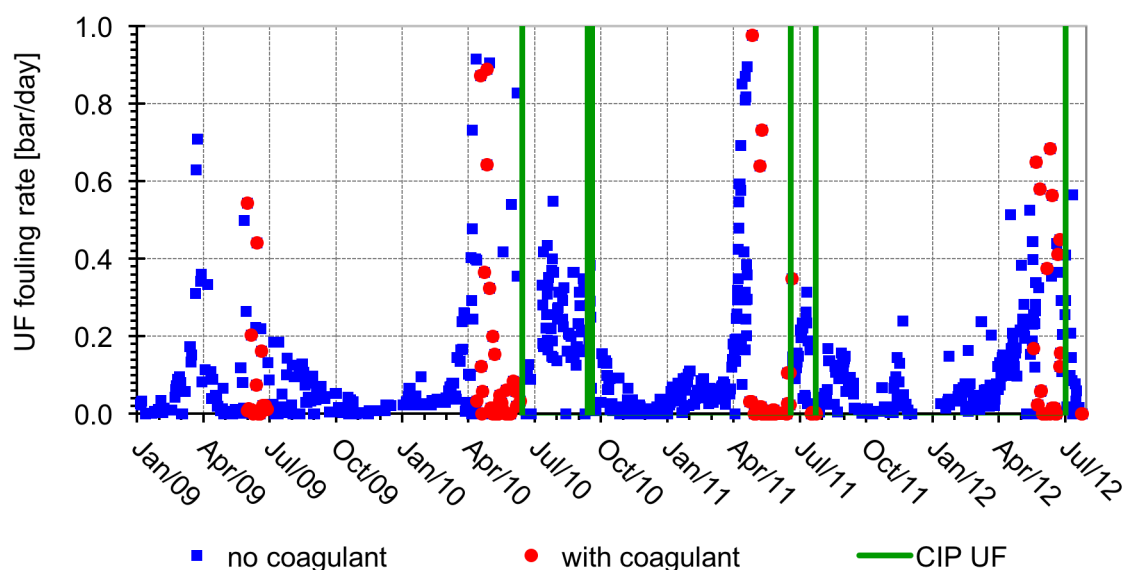 UF fouling rate [bar/day]
1.0
0.8
0.6
0.4
0.2
0.0
Jan/09 Apr/09 Jul/09 Oct/09 Jan/10 Apr/10 Jul/10 Oct/10 Jan/11 Apr/11 Jul/11 Oct/11 Jan/12 Apr/12 Jul/12
no coagulant with coagulant CIP UF